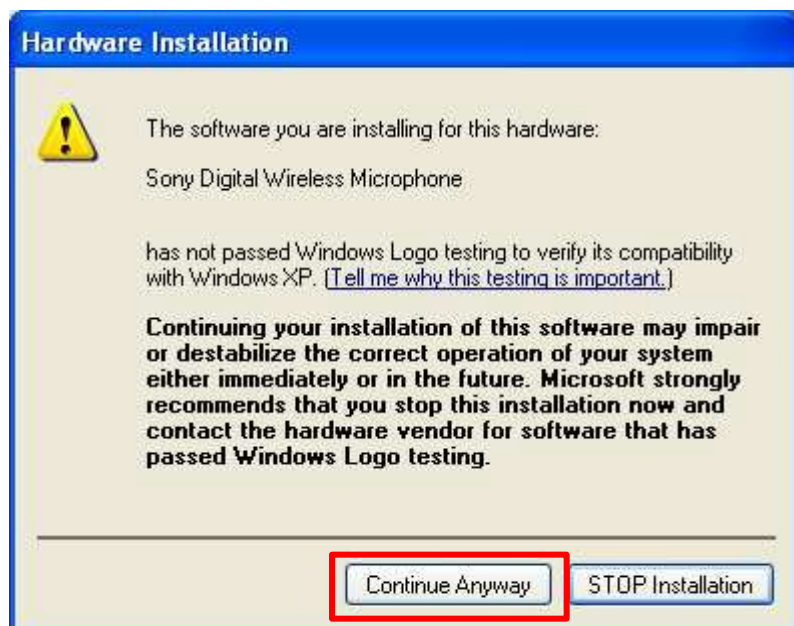 Hardware Installation
The software you are installing for this hardware:
Sony Digital Wireless Microphone
has not passed Windows Logo testing to verify its compatibility
with Windows XP. (Tell me why this testing is important.)
Continuing your installation of this software may impair
or destabilize the correct operation of your system
either immediately or in the future. Microsoft strongly
recommends that you stop this installation now and
contact the hardware vendor for software that has
passed Windows Logo testing.
Continue Anyway
STOP Installation